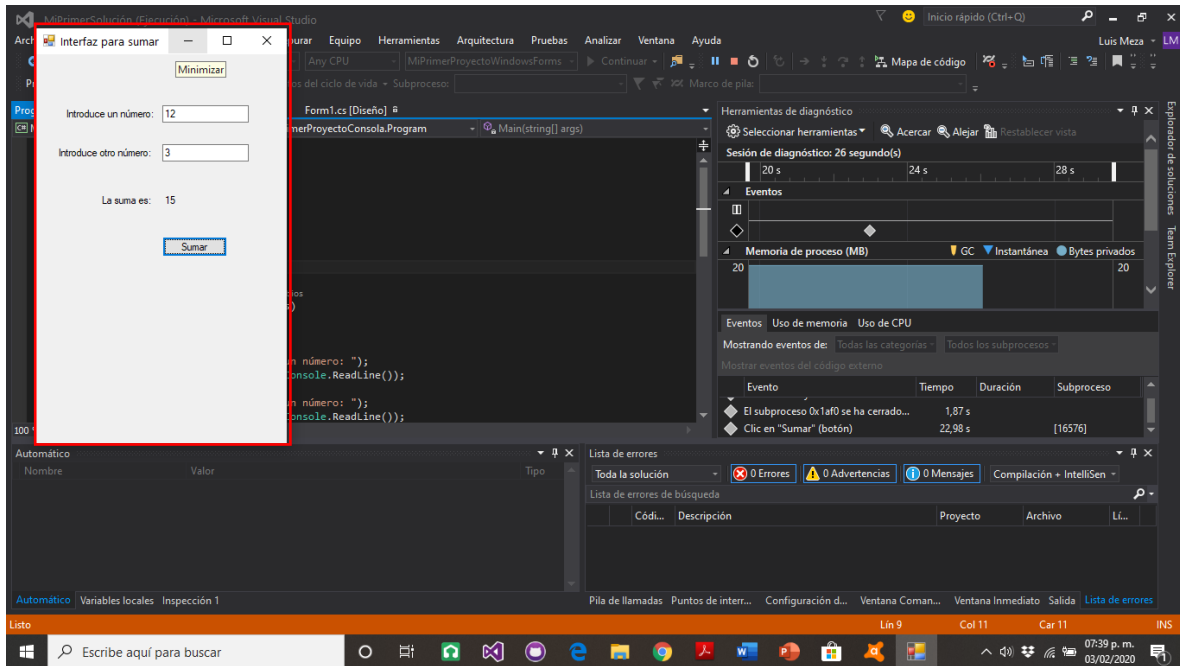 MiPrimerSolución (Ejecución) - Microsoft Visual Studio
Inicio rápido (Ctrl+Q)
Equipo Herramientas Arquitectura Pruebas Analizar Ventana Ayuda
Luis Meza
LM
Any CPU
MiPrimerProyectoWindowsForms
Continuar
Mapa de código
os del ciclo de vida
Subproceso:
Marco de pila:
Interfaz para sumar
Minimizar
Introduce un número: 12
Introduce otro número: 3
La suma es: 15
Sumar
Form1.cs [Diseño]
merProyectoConsola.Program
Main(string[] args)
n número: ");
onsole.ReadLine());
n número: ");
onsole.ReadLine());
100
Herramientas de diagnóstico
Seleccionar herramientas Acercar Alejar Restablecer vista
Sesión de diagnóstico: 26 segundo(s)
20 s 24 s 28 s
Eventos
Memoria de proceso (MB) GC Instantánea Bytes privados
20 20
Eventos Uso de memoria Uso de CPU
Mostrando eventos de: Todas las categorías Todos los subprocesos
Mostrar eventos del código externo
Evento Tiempo Duración Subproceso
El subproceso 0x1af0 se ha cerrado... 1,87 s
Clic en "Sumar" (botón) 22,98 s [16576]
Explorador de soluciones
Team Explorer
Automático
Nombre Valor Tipo
Automático Variables locales Inspección 1
Lista de errores
Toda la solución 0 Errores 0 Advertencias 0 Mensajes Compilación + IntelliSen
Lista de errores de búsqueda
Códi... Descripción Proyecto Archivo Lí...
Pila de llamadas Puntos de interr... Configuración d... Ventana Coman... Ventana Inmediato Salida Lista de errores
Listo
Lín 9 Col 11 Car 11 INS
Escribe aquí para buscar
07:39 p. m.
03/02/2020